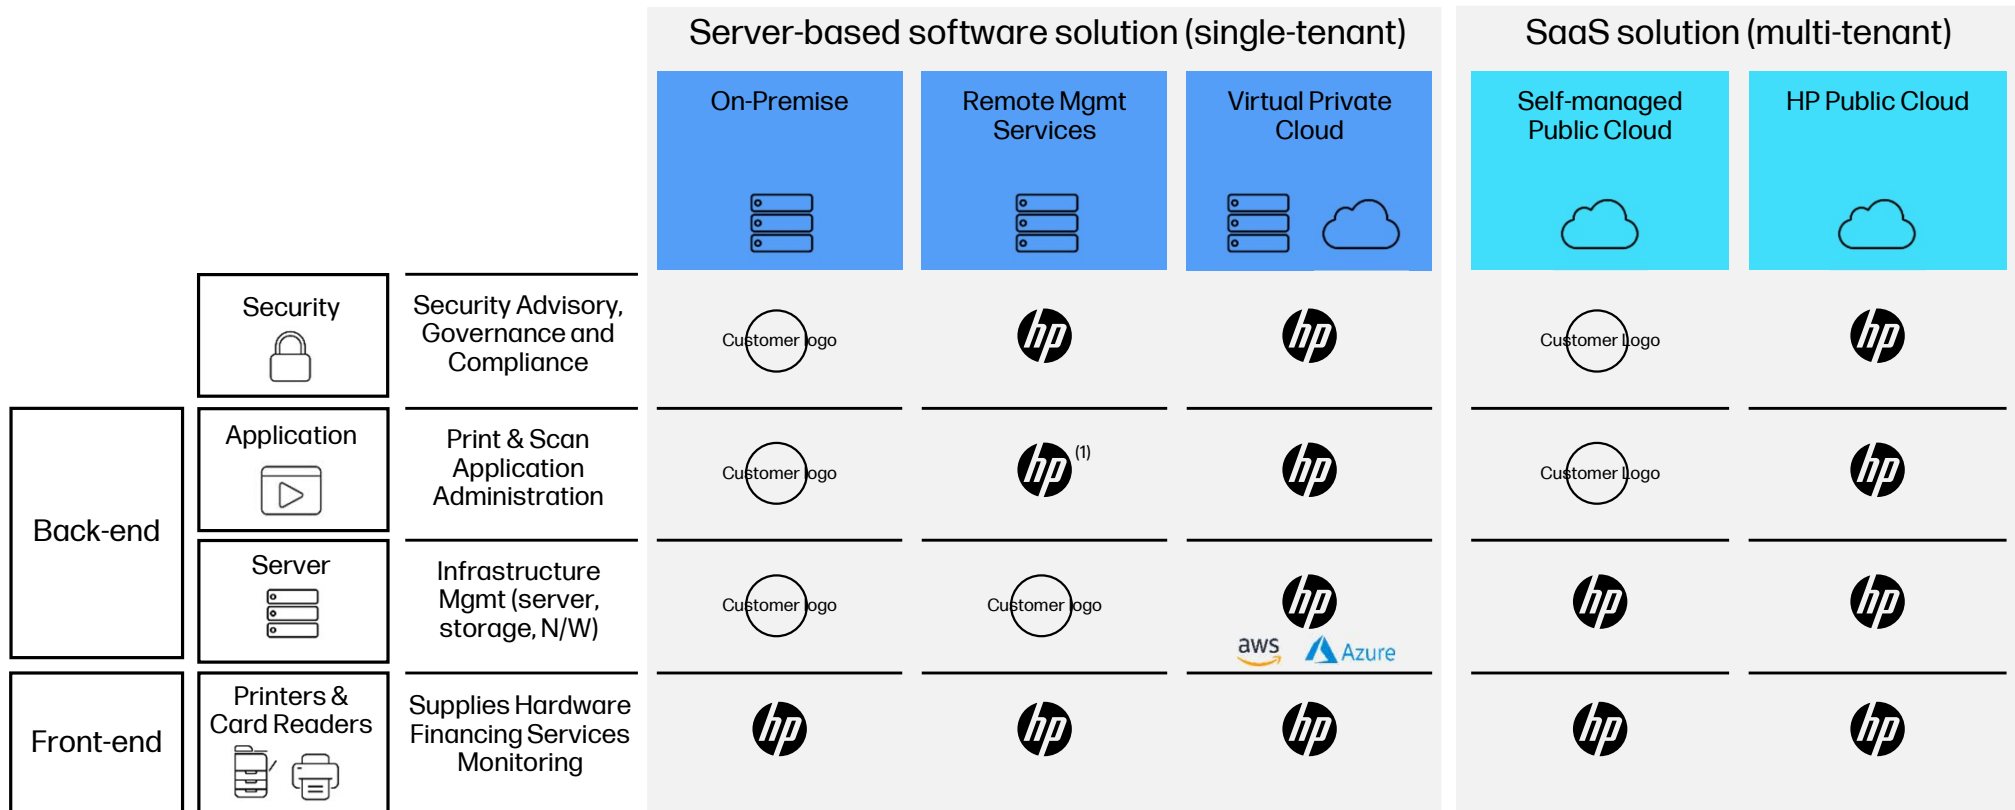 Server-based software solution (single-tenant)
SaaS solution (multi-tenant)
On-Premise
Remote Mgmt
Services
Virtual Private
Cloud
Self-managed
Public Cloud
HP Public Cloud
Security
Security Advisory,
Governance and
Compliance
Customer logo
hp
hp
Customer Logo
hp
Back-end
Application
Print & Scan
Application
Administration
Customer logo
hp (1)
hp
Customer Logo
hp
Server
Infrastructure
Mgmt (server,
storage, N/W)
Customer logo
Customer logo
hp
aws
Azure
hp
hp
Front-end
Printers &
Card Readers
Supplies Hardware
Financing Services
Monitoring
hp
hp
hp
hp
hp